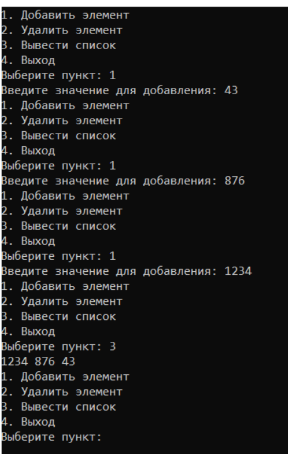 1. Добавить элемент
2. Удалить элемент
3. Вывести список
4. Выход
Выберите пункт: 1
Введите значение для добавления: 43
1. Добавить элемент
2. Удалить элемент
3. Вывести список
4. Выход
Выберите пункт: 1
Введите значение для добавления: 876
1. Добавить элемент
2. Удалить элемент
3. Вывести список
4. Выход
Выберите пункт: 1
Введите значение для добавления: 1234
1. Добавить элемент
2. Удалить элемент
3. Вывести список
4. Выход
Выберите пункт: 3
1234 876 43
1. Добавить элемент
2. Удалить элемент
3. Вывести список
4. Выход
Выберите пункт: